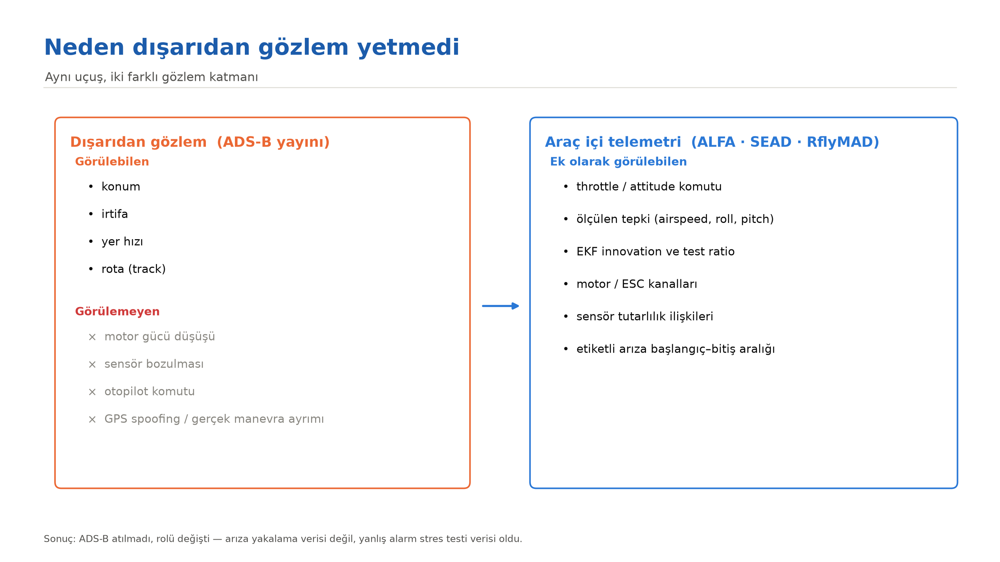 Neden dışarıdan gözlem yetmedi
Aynı uçuş, iki farklı gözlem katmanı
Dışarıdan gözlem (ADS-B yayını)
Görülebilen
• konum
• irtifa
• yer hızı
• rota (track)
Görülemeyen
× motor gücü düşüşü
× sensör bozulması
× otopilot komutu
× GPS spoofing / gerçek manevra ayrımı
Araç içi telemetri (ALFA · SEAD · RflyMAD)
Ek olarak görülebilen
• throttle / attitude komutu
• ölçülen tepki (airspeed, roll, pitch)
• EKF innovation ve test ratio
• motor / ESC kanalları
• sensör tutarlılık ilişkileri
• etiketli arıza başlangıç–bitiş aralığı
Sonuç: ADS-B atılmadı, rolü değişti — arıza yakalama verisi değil, yanlış alarm stres testi verisi oldu.